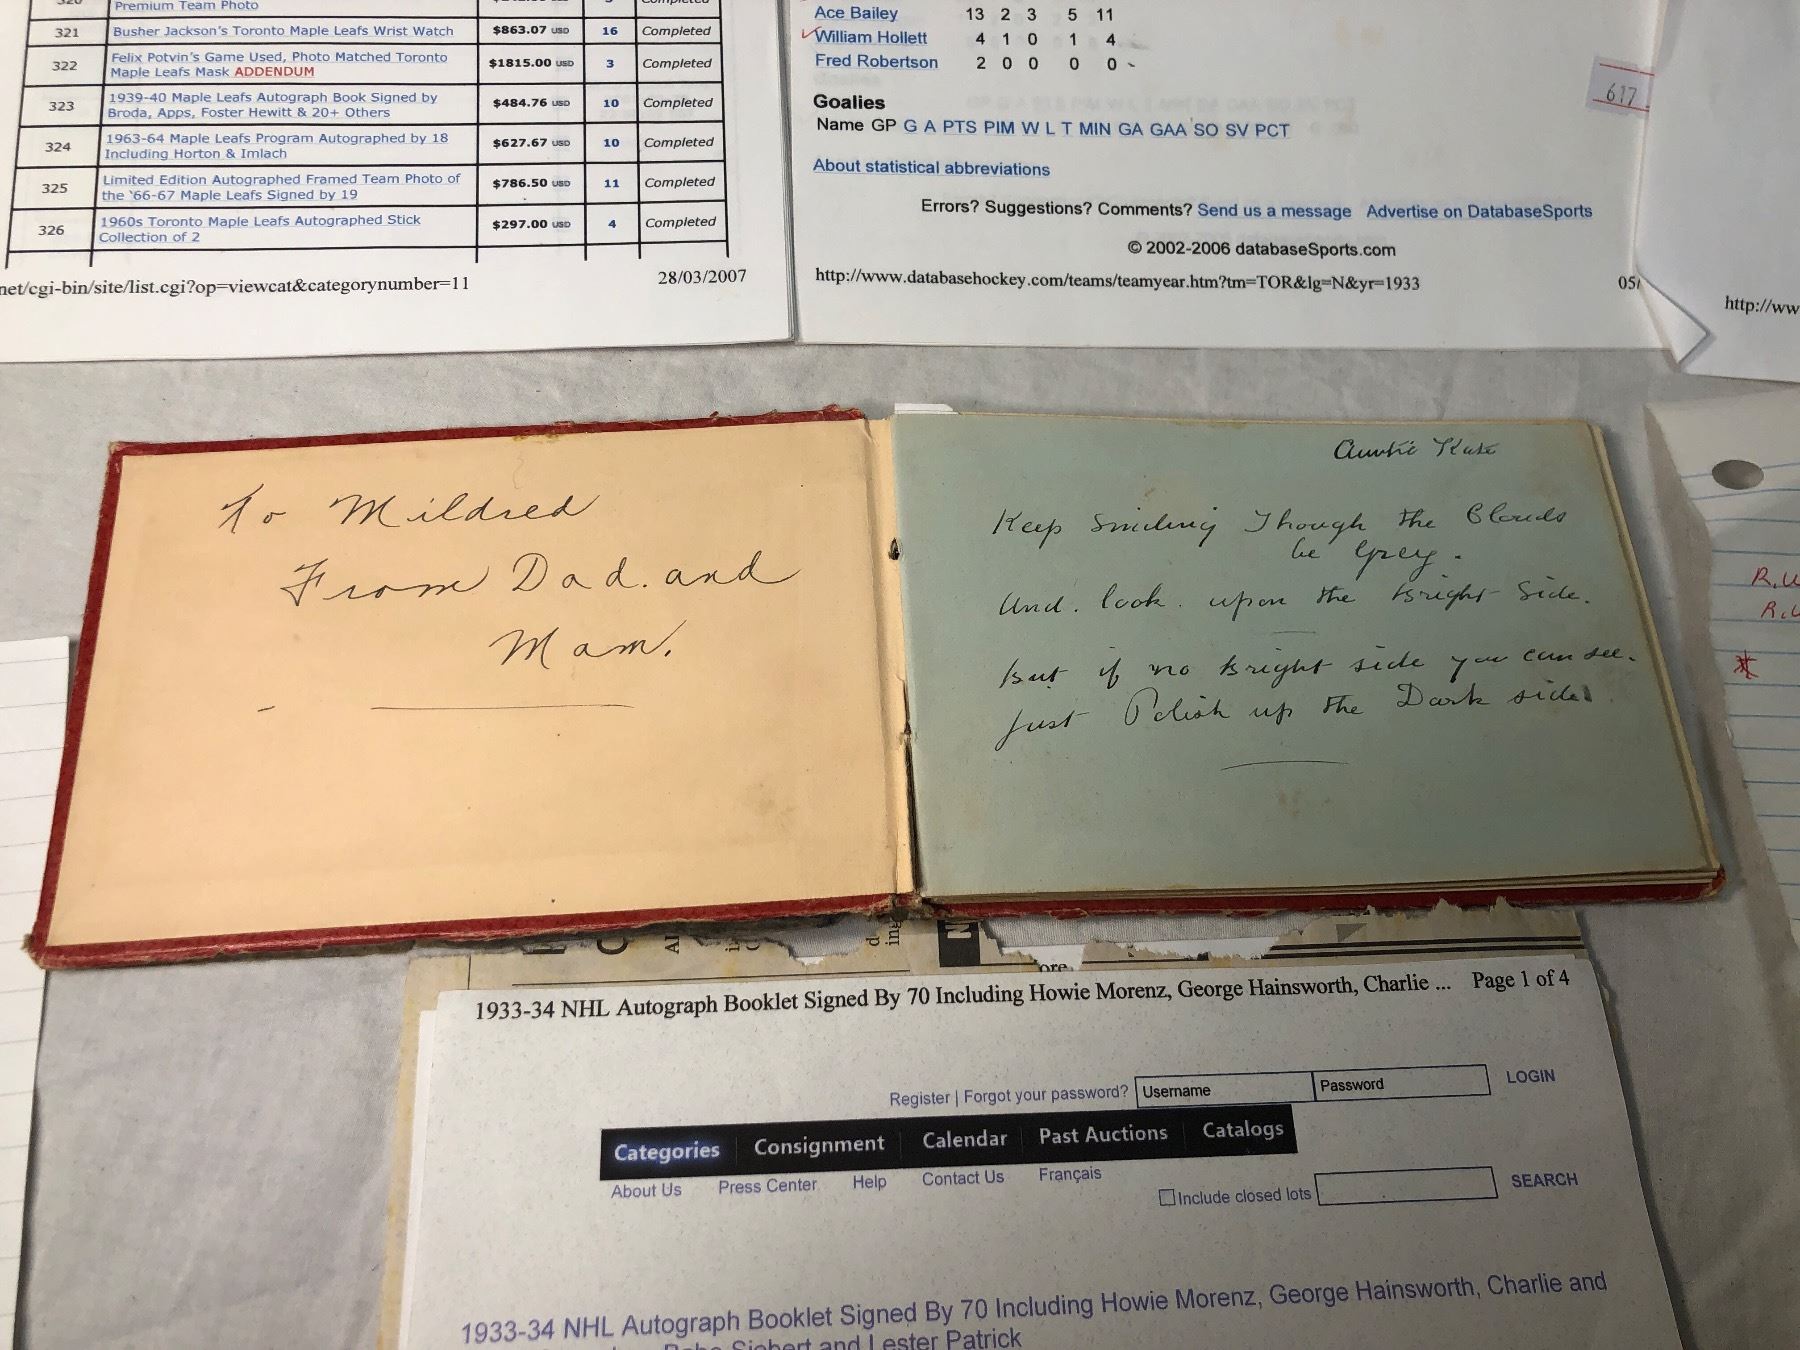 Premium Team Photo
Completed
321 Busher Jackson's Toronto Maple Leafs Wrist Watch $863.07 USD 16 Completed
322 Felix Potvin's Game Used, Photo Matched Toronto Maple Leafs Mask ADDENDUM $1815.00 USD 3 Completed
323 1939-40 Maple Leafs Autograph Book Signed by Broda, Apps, Foster Hewitt & 20+ Others $484.76 USD 10 Completed
324 1963-64 Maple Leafs Program Autographed by 18 Including Horton & Imlach $627.67 USD 10 Completed
325 Limited Edition Autographed Framed Team Photo of the '66-67 Maple Leafs Signed by 19 $786.50 USD 11 Completed
326 1960s Toronto Maple Leafs Autographed Stick Collection of 2 $297.00 USD 4 Completed
net/cgi-bin/site/list.cgi?op=viewcat&categorynumber=11 28/03/2007
Ace Bailey 13 2 3 5 11
William Hollett 4 1 0 1 4
Fred Robertson 2 0 0 0 0
Goalies
Name GP G A PTS PIM W L T MIN GA GAA SO SV PCT
About statistical abbreviations
Errors? Suggestions? Comments? Send us a message Advertise on DatabaseSports
© 2002-2006 databaseSports.com
http://www.databasehockey.com/teams/teamyear.htm?tm=TOR&lg=N&yr=1933 05/
617
http://ww
To Mildred
From Dad. and
Mam.
Auntie Kate
Keep Smiling Though the Clouds
be Grey.
And. look. upon the Bright Side.
But if no Bright side you can see.
Just Polish up the Dark side
R.
R.
1933-34 NHL Autograph Booklet Signed By 70 Including Howie Morenz, George Hainsworth, Charlie ... Page 1 of 4
Register | Forgot your password? Username Password LOGIN
Categories Consignment Calendar Past Auctions Catalogs
About Us Press Center Help Contact Us Français
Include closed lots SEARCH
1933-34 NHL Autograph Booklet Signed By 70 Including Howie Morenz, George Hainsworth, Charlie and
Siebert and Lester Patrick